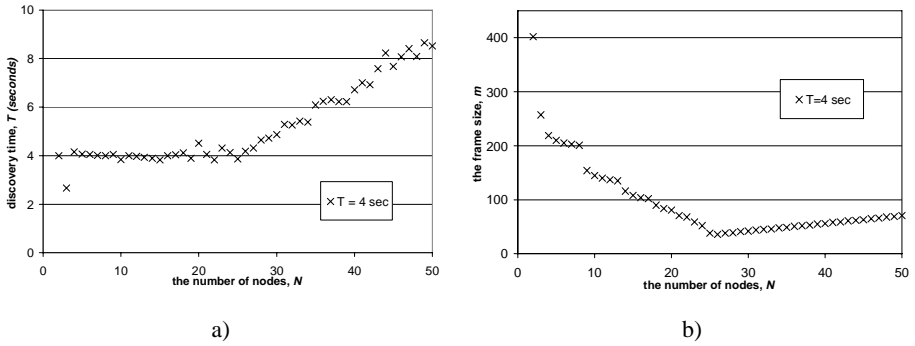 10
8
6
4
2
0
discovery time, T (seconds)
× T = 4 sec
0 10 20 30 40 50
the number of nodes, N
a)
400
300
200
100
0
the frame size, m
× T=4 sec
0 10 20 30 40 50
the number of nodes, N
b)